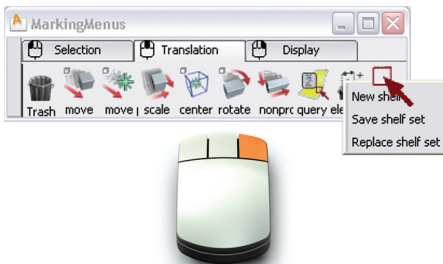 MarkingMenus
Selection Translation Display
Trash move move scale center rotate nonprc query ele
New shelf
Save shelf set
Replace shelf set